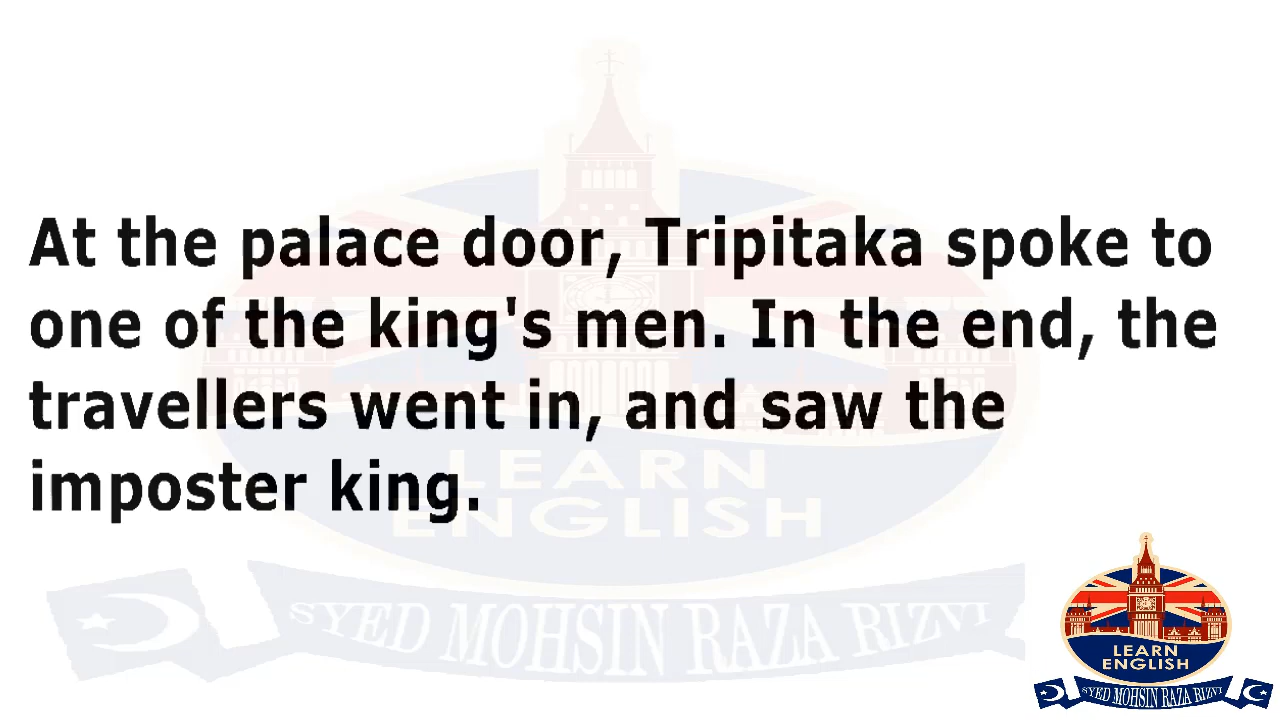 At the palace door, Tripitaka spoke to
one of the king's men. In the end, the
travellers went in, and saw the
imposter king.
LEARN
ENGLISH
SYED MOHSIN RAZA RIZVI
LEARN
ENGLISH
SYED MOHSIN RAZA RIZVI